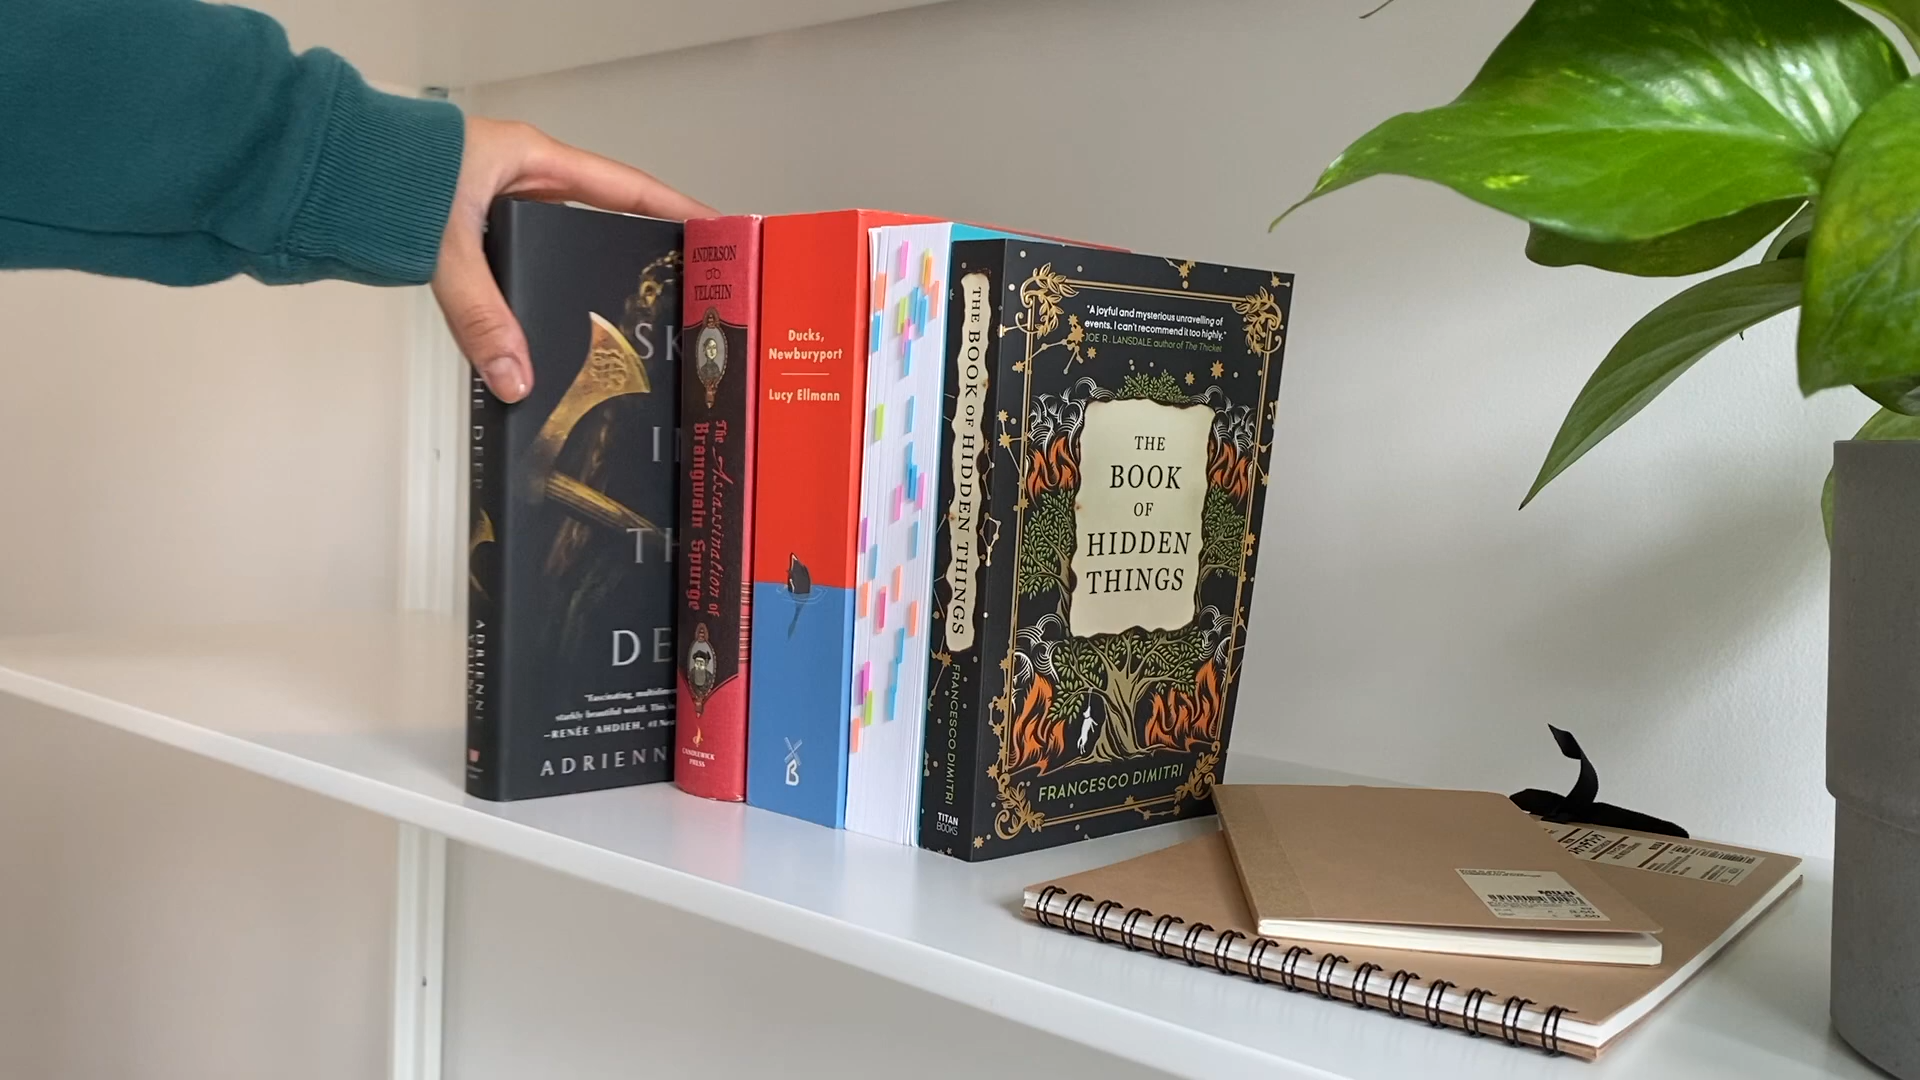 THE DEEP
ADRIENNE
YOUNG
SK
IN
TH
DE
"Fascinating,
starkly beautiful world. This
–RENÉE AHDIEH, #1 Ne
ADRIENN
ANDERSON
YELCHIN
The Assassination of
Brangwain Spurge
CANDLEWICK
PRESS
Ducks,
Newburyport
Lucy Ellmann
B
THE BOOK OF HIDDEN THINGS
FRANCESCO DIMITRI
TITAN
BOOKS
"A joyful and mysterious unravelling of
events. I can't recommend it too highly."
JOE R. LANSDALE, author of The Thicket
THE
BOOK
OF
HIDDEN
THINGS
FRANCESCO DIMITRI